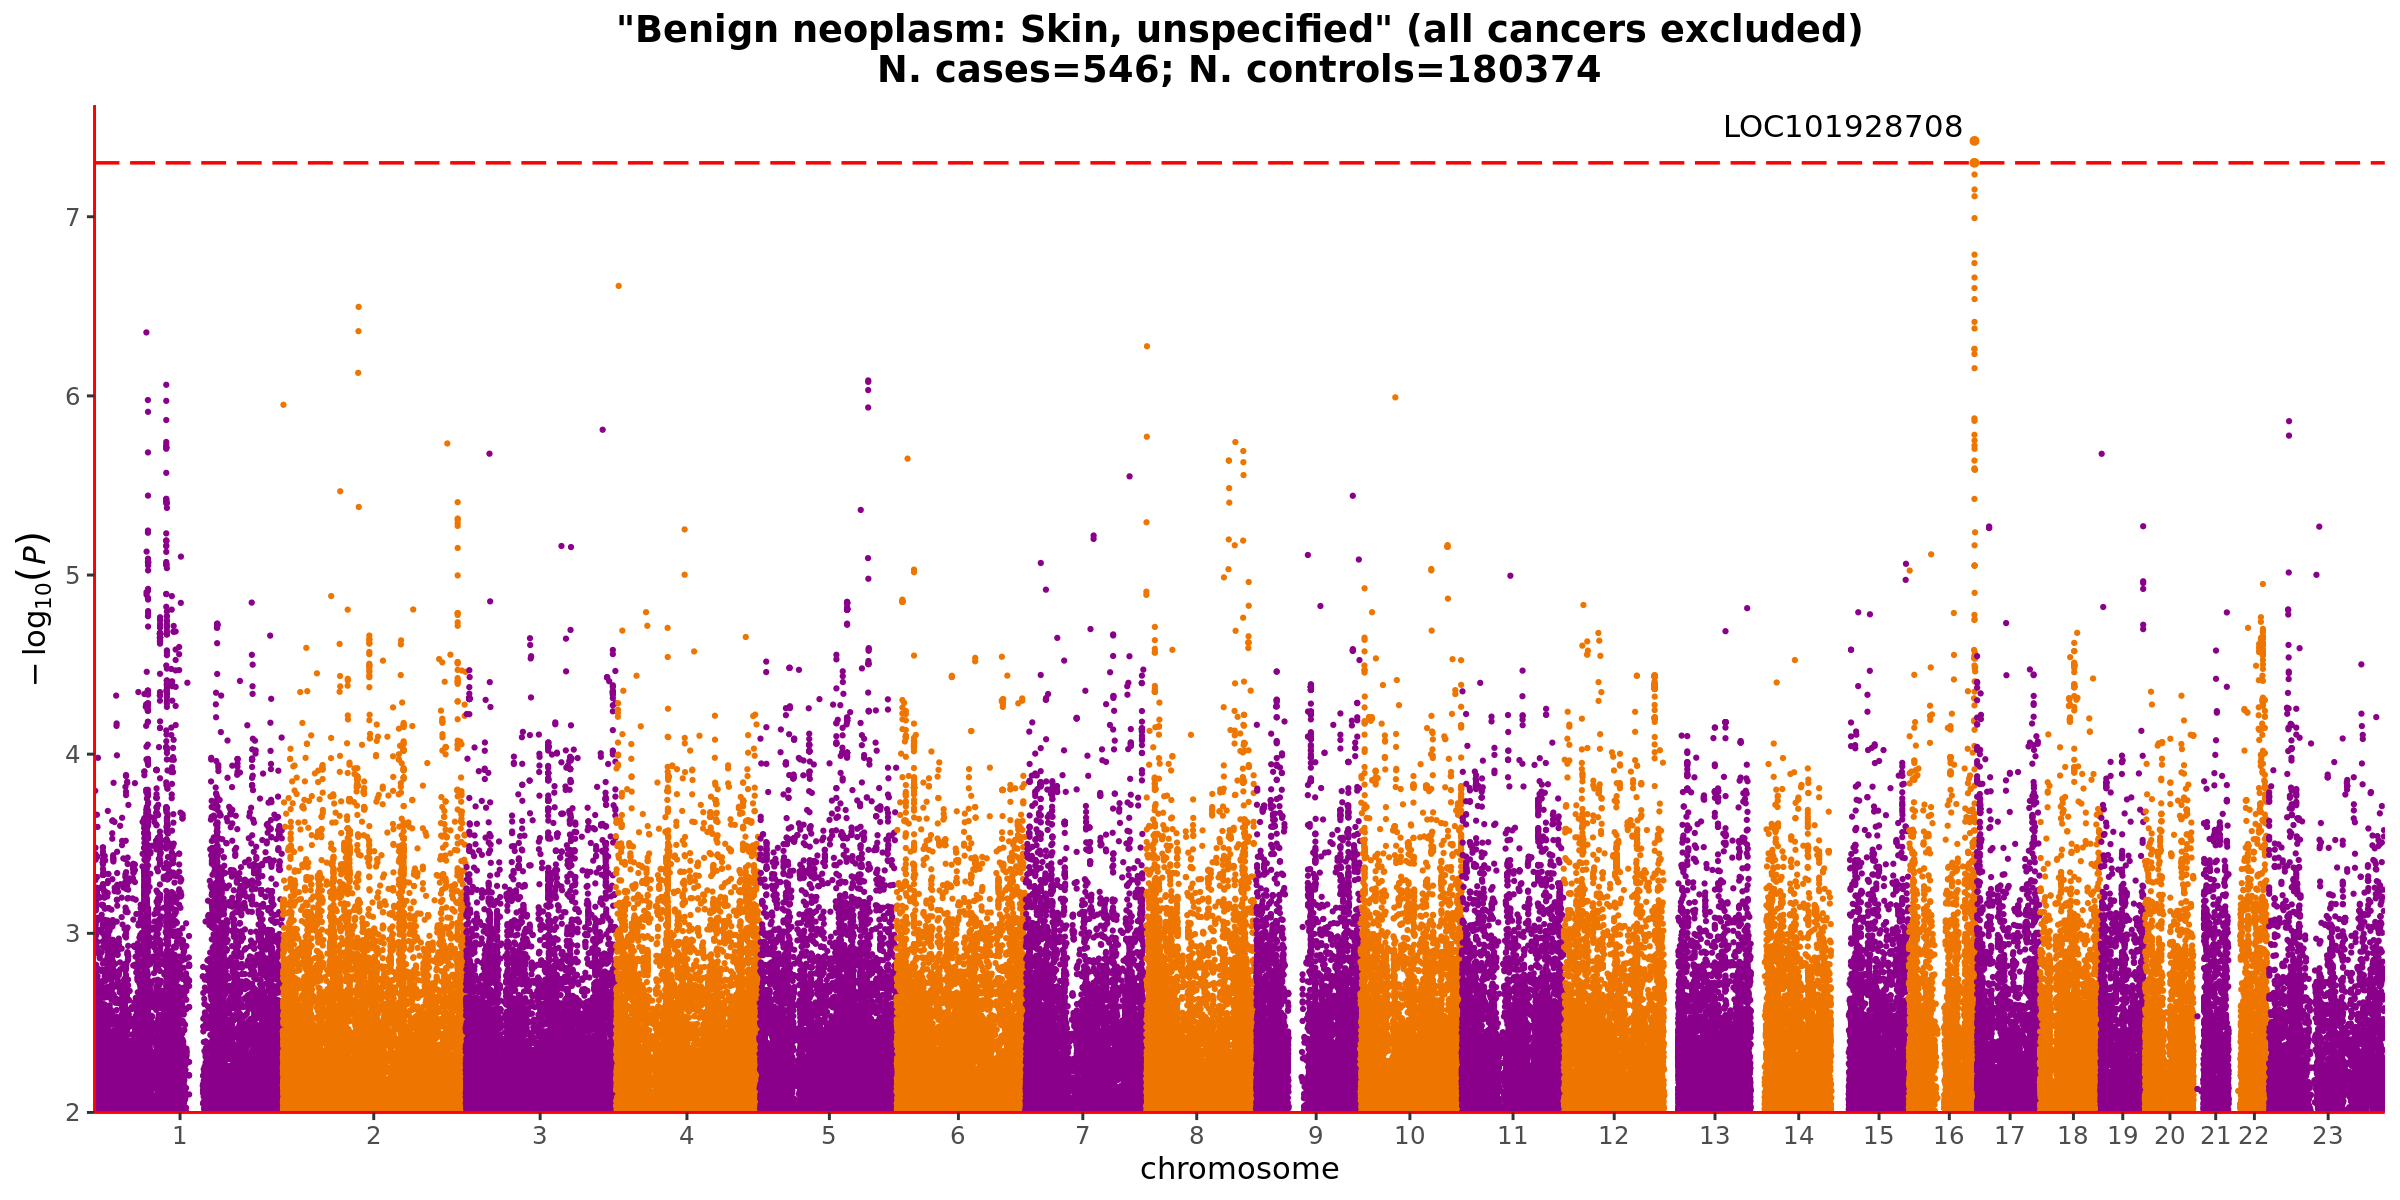 "Benign neoplasm: Skin, unspecified" (all cancers excluded)
N. cases=546; N. controls=180374
LOC101928708
7
6
5
4
3
2
− log10(P)
1 2 3 4 5 6 7 8 9 10 11 12 13 14 15 16 17 18 19 20 21 22 23
chromosome